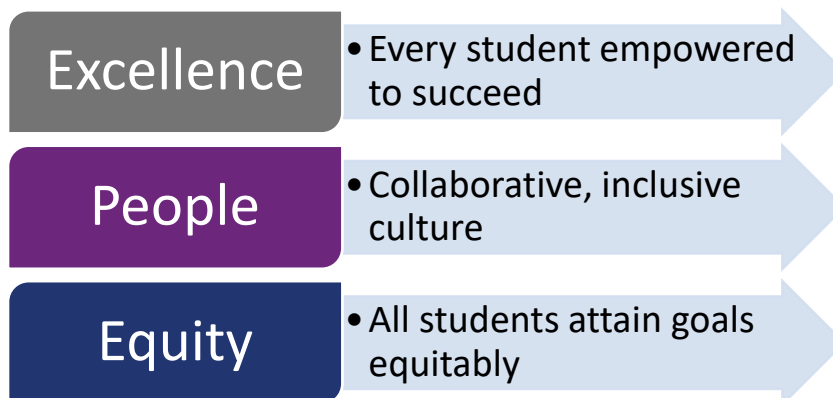 Excellence
• Every student empowered
to succeed
People
• Collaborative, inclusive
culture
Equity
• All students attain goals
equitably